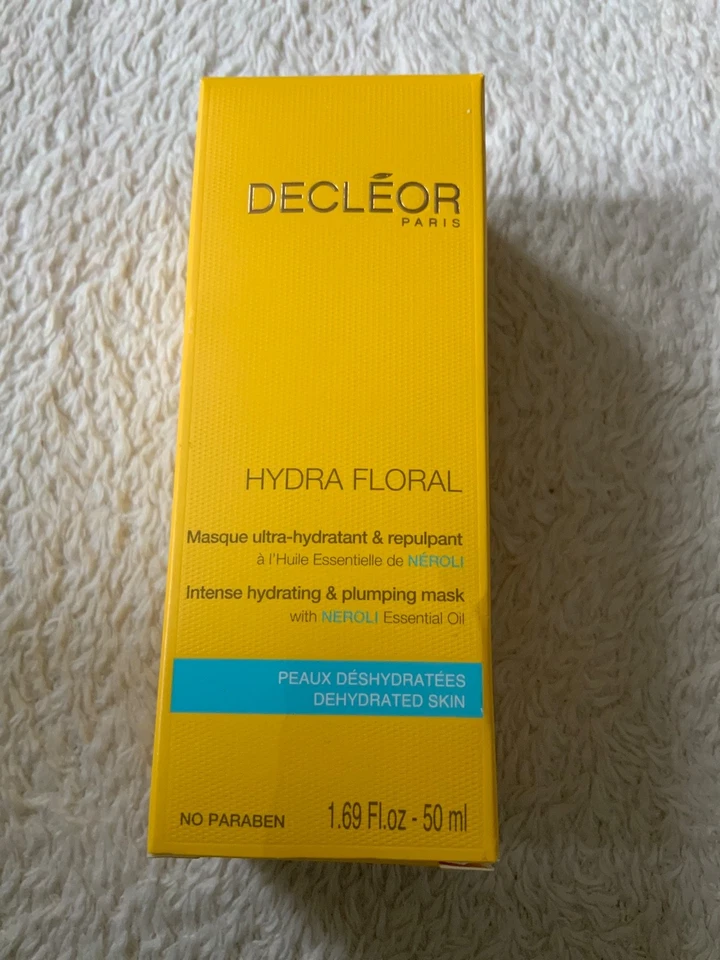 DECLÉOR
PARIS
HYDRA FLORAL
Masque ultra-hydratant & repulpant
à l'Huile Essentielle de NÉROLI
Intense hydrating & plumping mask
with NEROLI Essential Oil
PEAUX DÉSHYDRATÉES
DEHYDRATED SKIN
NO PARABEN 1.69 Fl.oz - 50 ml